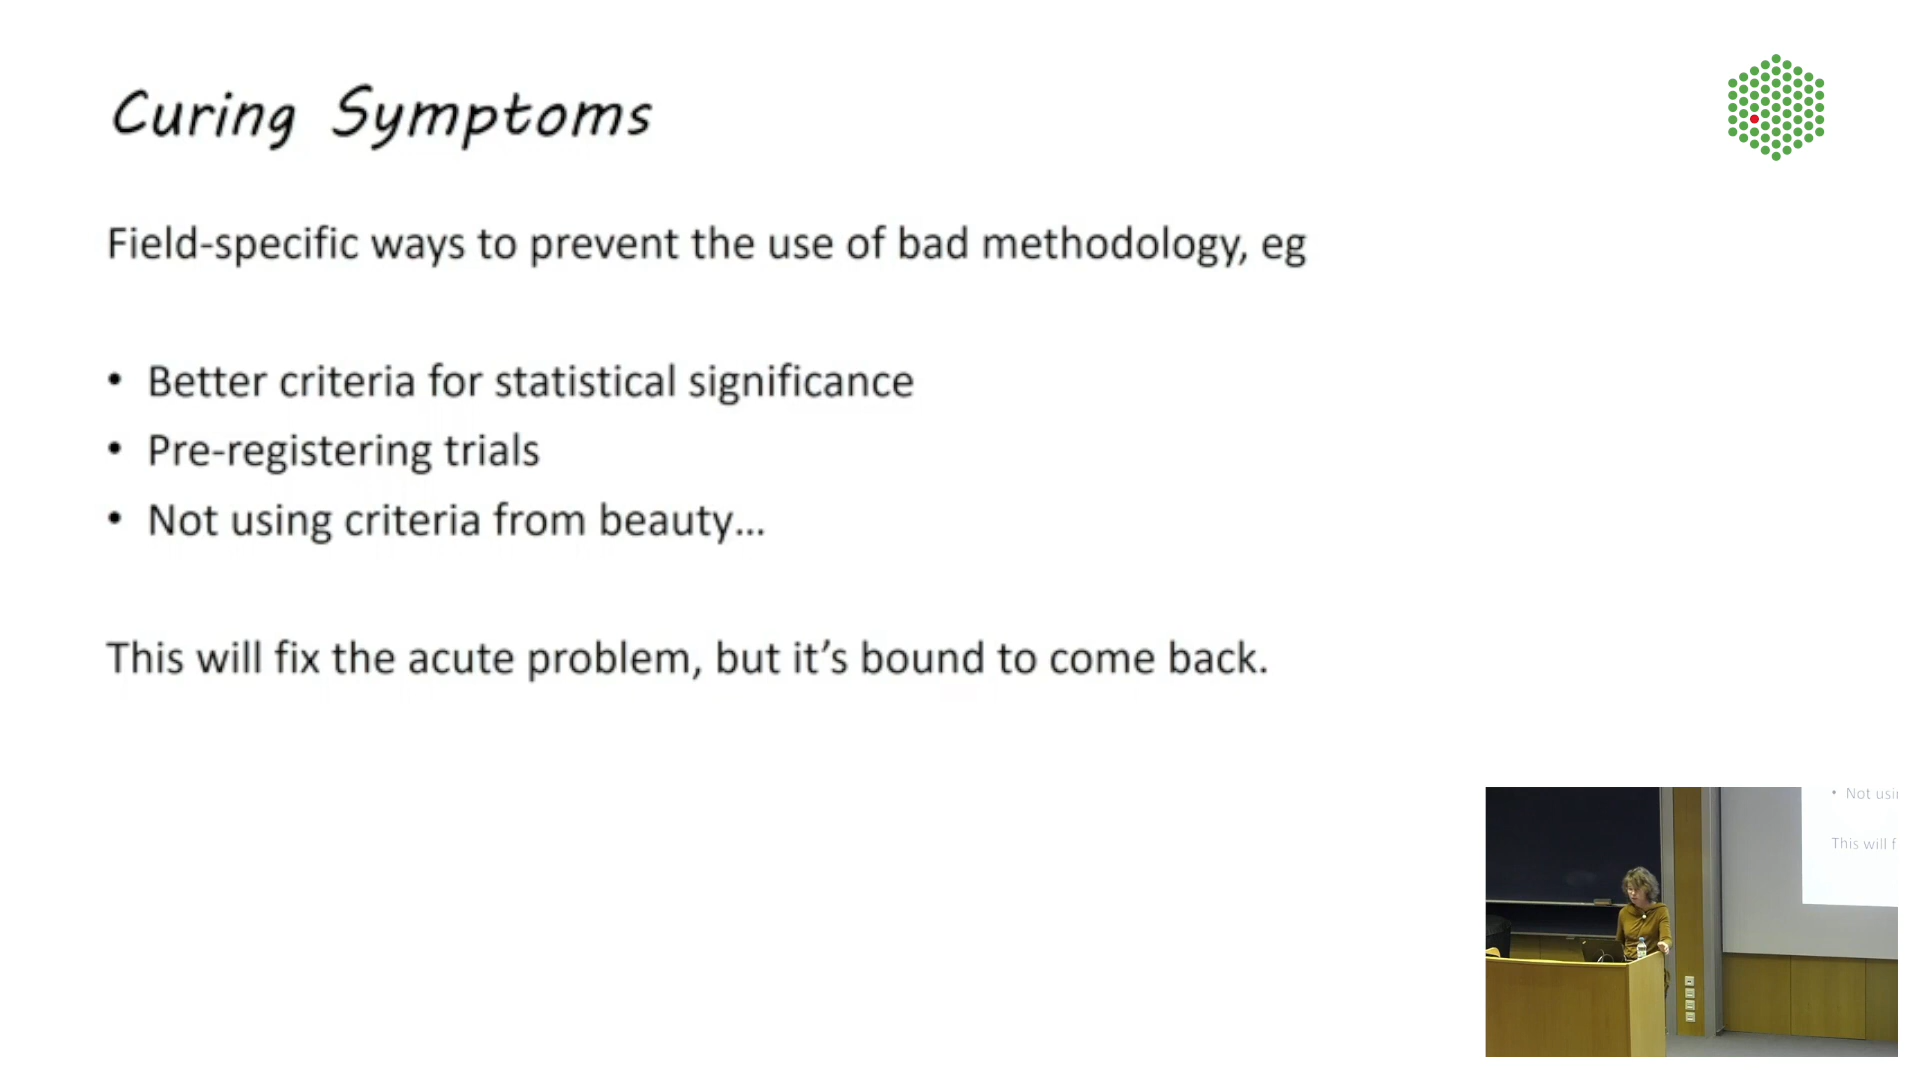 Curing Symptoms
Field-specific ways to prevent the use of bad methodology, eg
• Better criteria for statistical significance
• Pre-registering trials
• Not using criteria from beauty...
This will fix the acute problem, but it’s bound to come back.
• Not usi
This will f